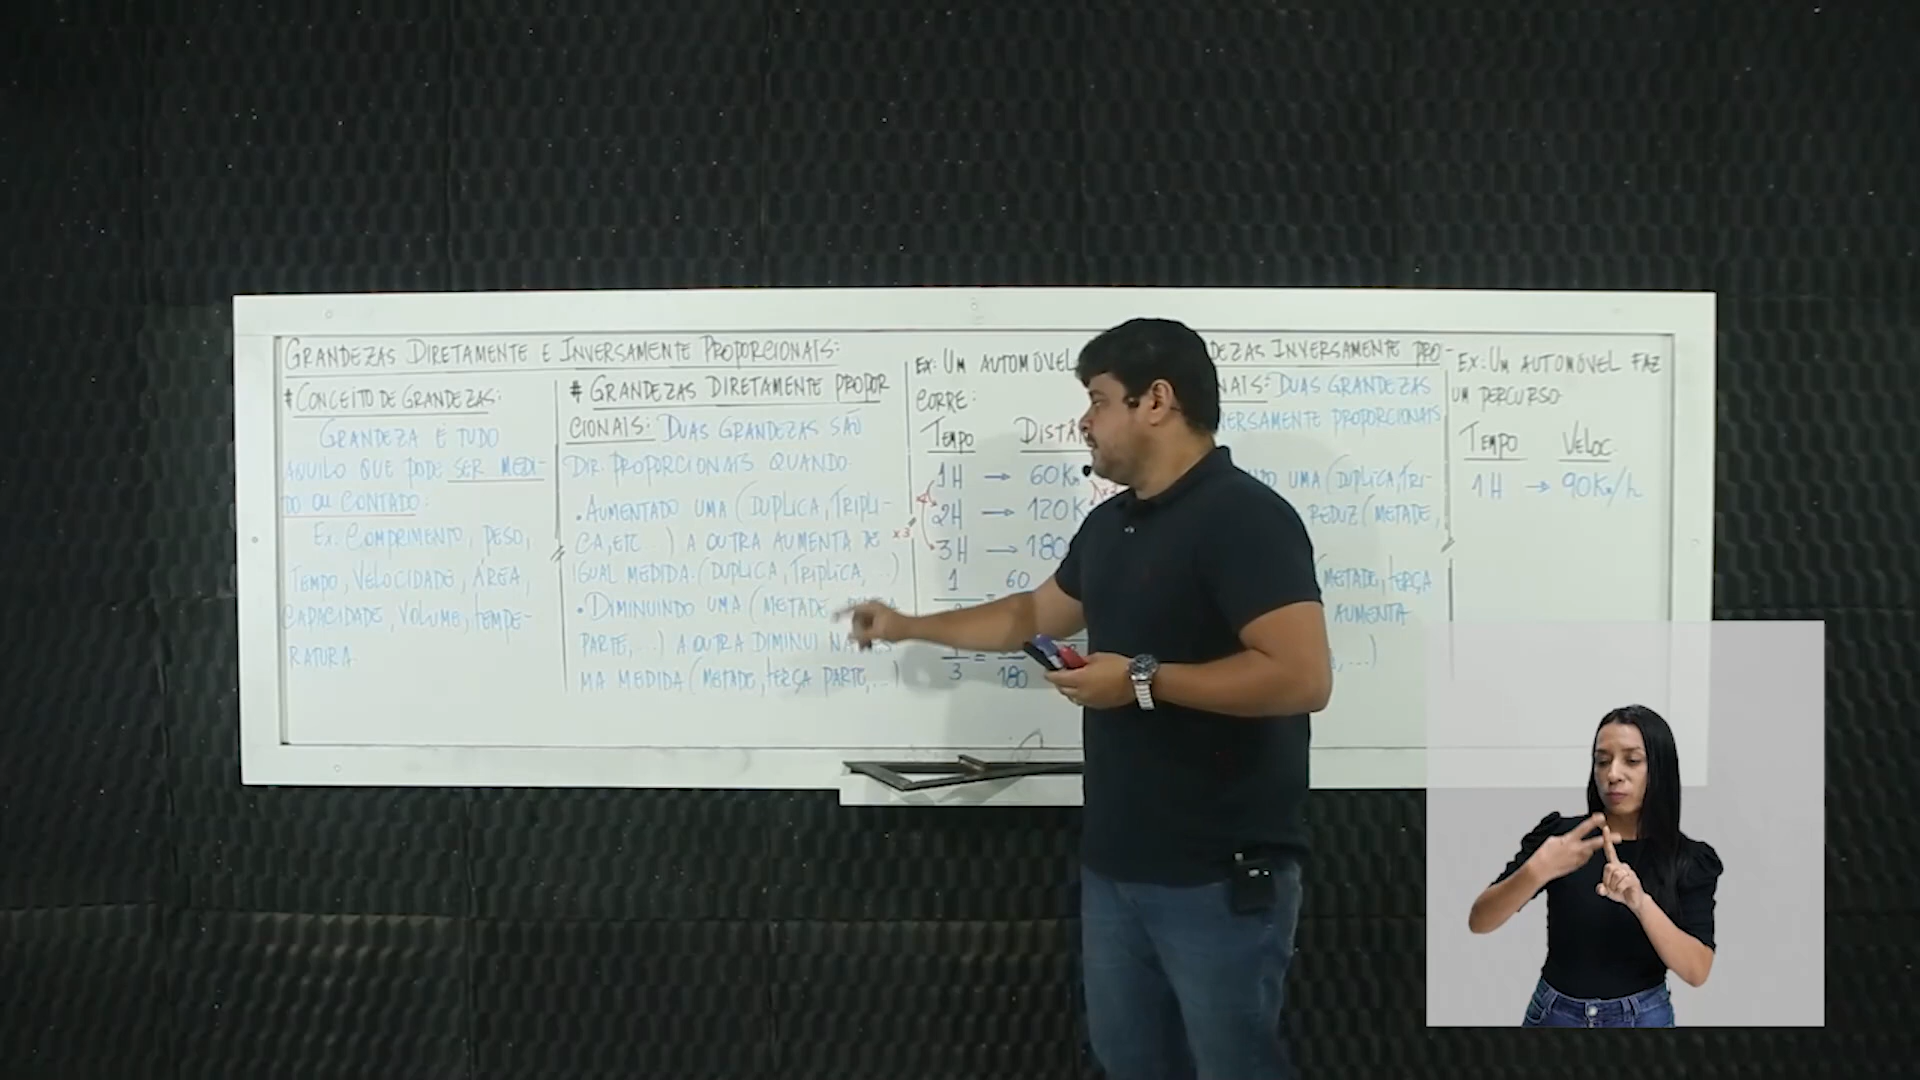 GRANDEZAS DIRETAMENTE E INVERSAMENTE PROPORCIONAIS:
# CONCEITO DE GRANDEZAS:
GRANDEZA É TUDO
AQUILO QUE PODE SER MEDI-
DO OU CONTADO:
EX: COMPRIMENTO, PESO,
TEMPO, VELOCIDADE, ÁREA,
CAPACIDADE, VOLUME, TEMPE-
RATURA
# GRANDEZAS DIRETAMENTE PROPOR
CIONAIS: DUAS GRANDEZAS SÃO
DIR. PROPORCIONAIS QUANDO
• AUMENTADO UMA (DUPLICA, TRIPLI-
CA, ETC...) A OUTRA AUMENTA DE
IGUAL MEDIDA. (DUPLICA, TRIPLICA, ...)
• DIMINUINDO UMA (METADE,
PARTE, ...) A OUTRA DIMINUI NA
MA MEDIDA (METADE, TERÇA PARTE, ...)
EX: UM AUTOMÓVEL
CORRE:
TEMPO
1H → 60
2H → 120
x3 3H → 180
1 60
1/3 = 180
INVERSAMENTE PRO-
DUAS GRANDEZAS
PROPORCIONAIS
UMA (DUPLICA, TRI-
REDUZ (METADE,
(METADE, TERÇA
AUMENTA
, ...)
EX: UM AUTOMÓVEL FAZ
UM PERCURSO
TEMPO VELOC.
1H → 90Km/h